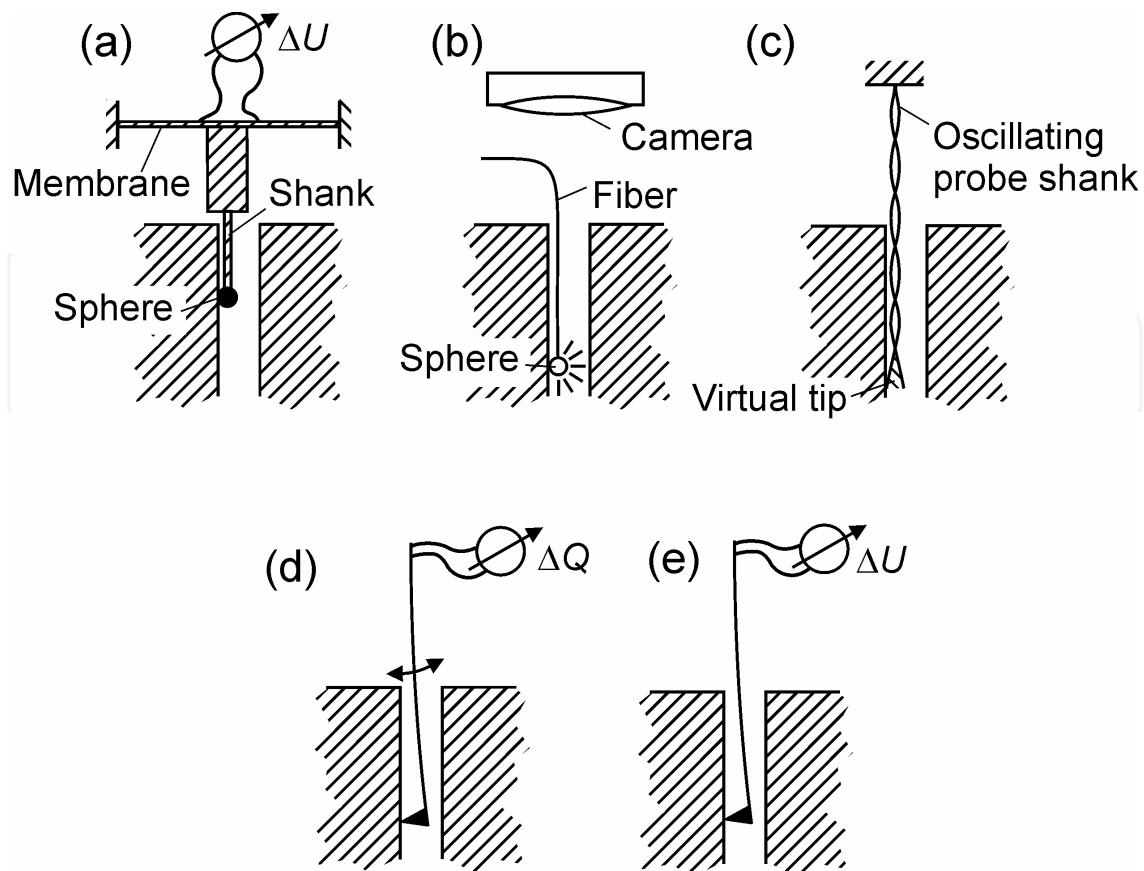 (a)
ΔU
Membrane
Shank
Sphere
(b)
Camera
Fiber
Sphere
(c)
Oscillating
probe shank
Virtual tip
(d)
ΔQ
(e)
ΔU